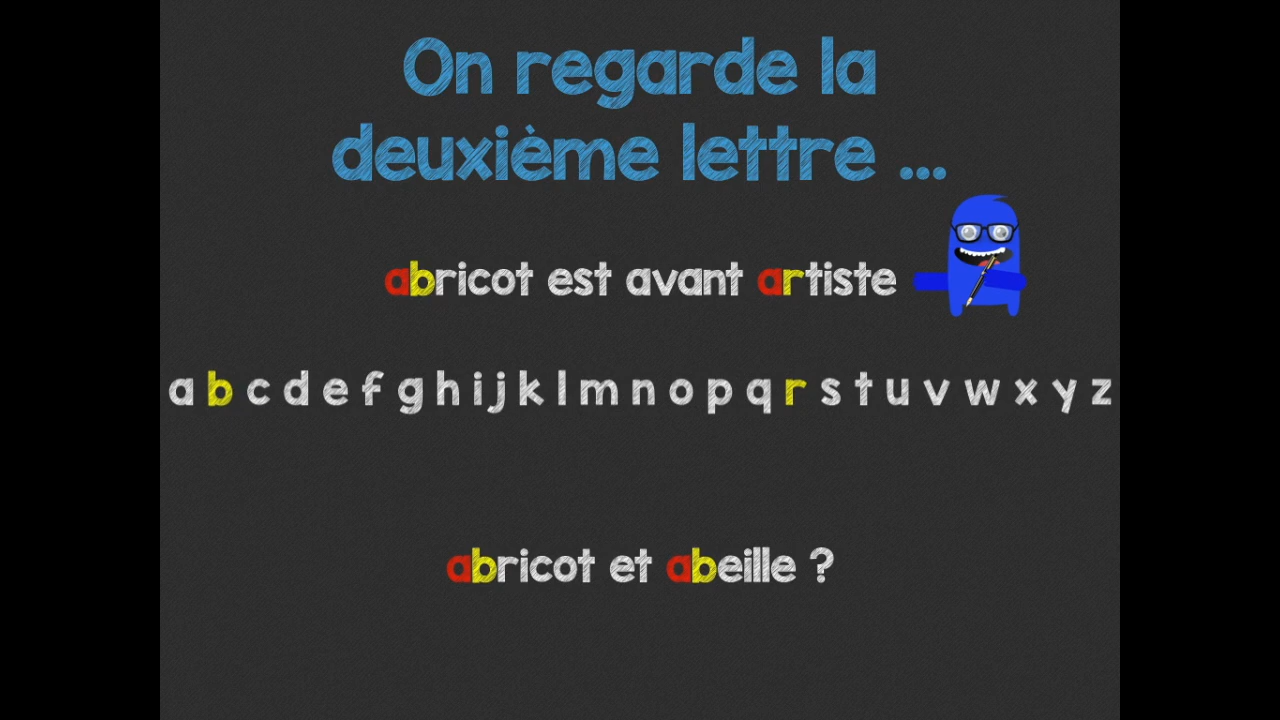 On regarde la
deuxième lettre ...
abricot est avant artiste
a b c d e f g h i j k l m n o p q r s t u v w x y z
abricot et abeille ?